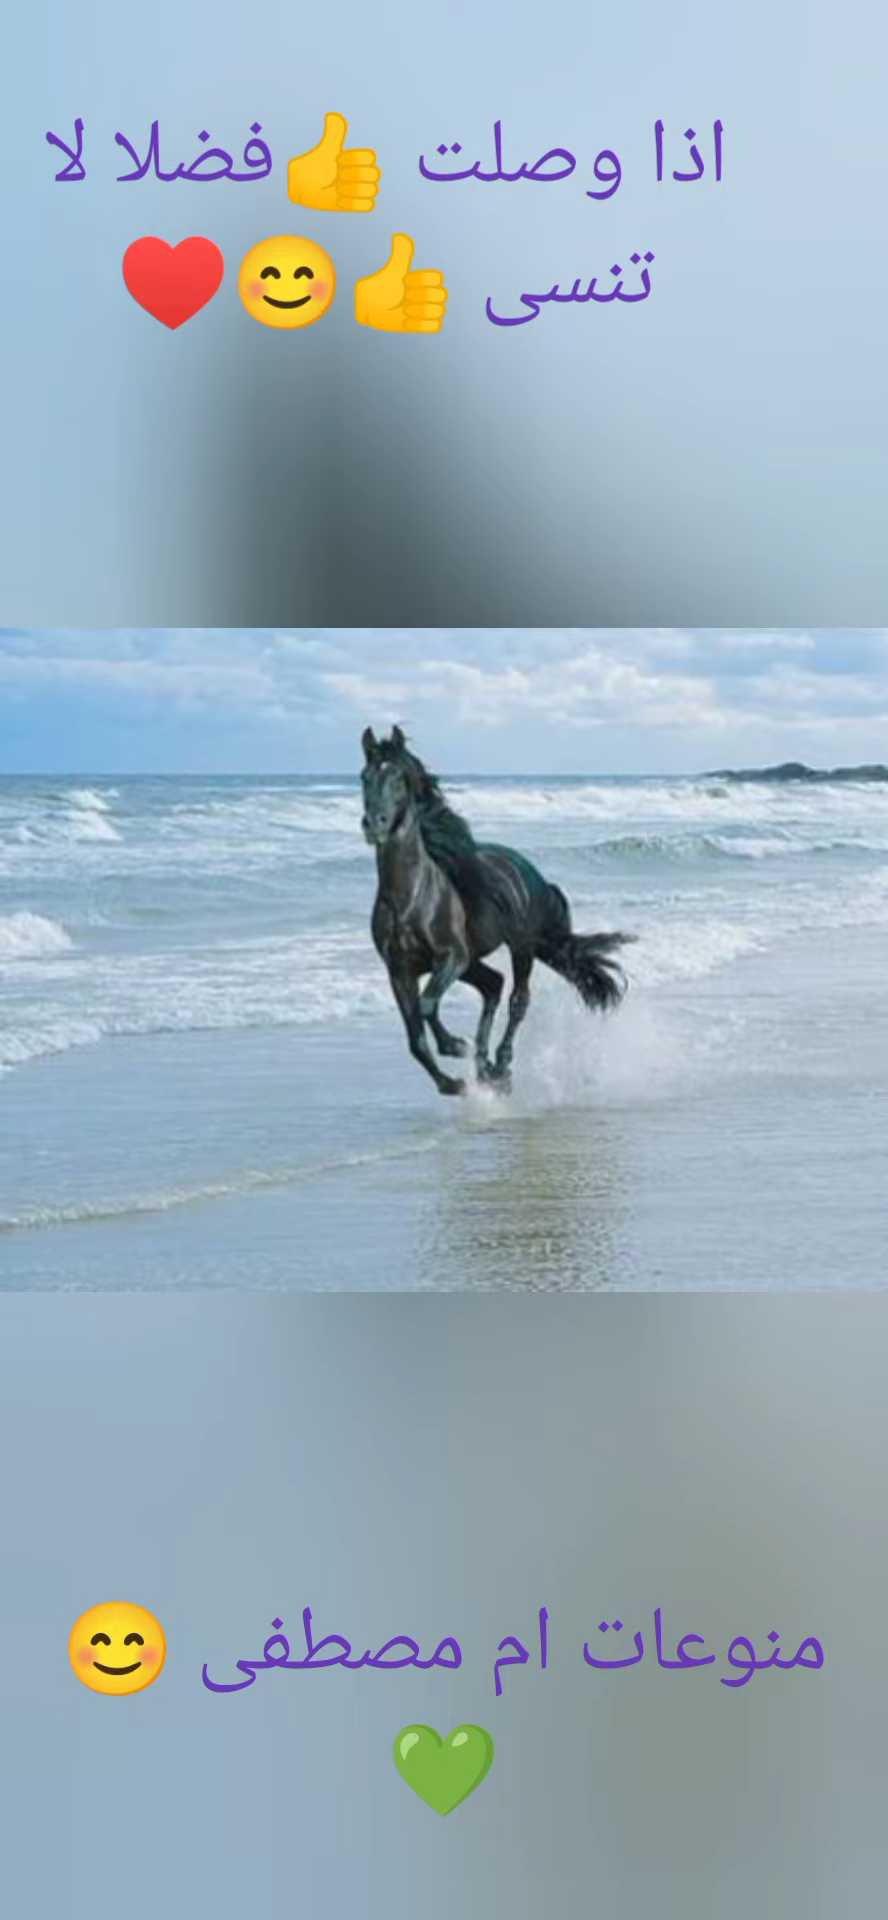 اذا وصلت 👍فضلا لا
تنسى 👍😊❤️
منوعات ام مصطفى 😊
💚